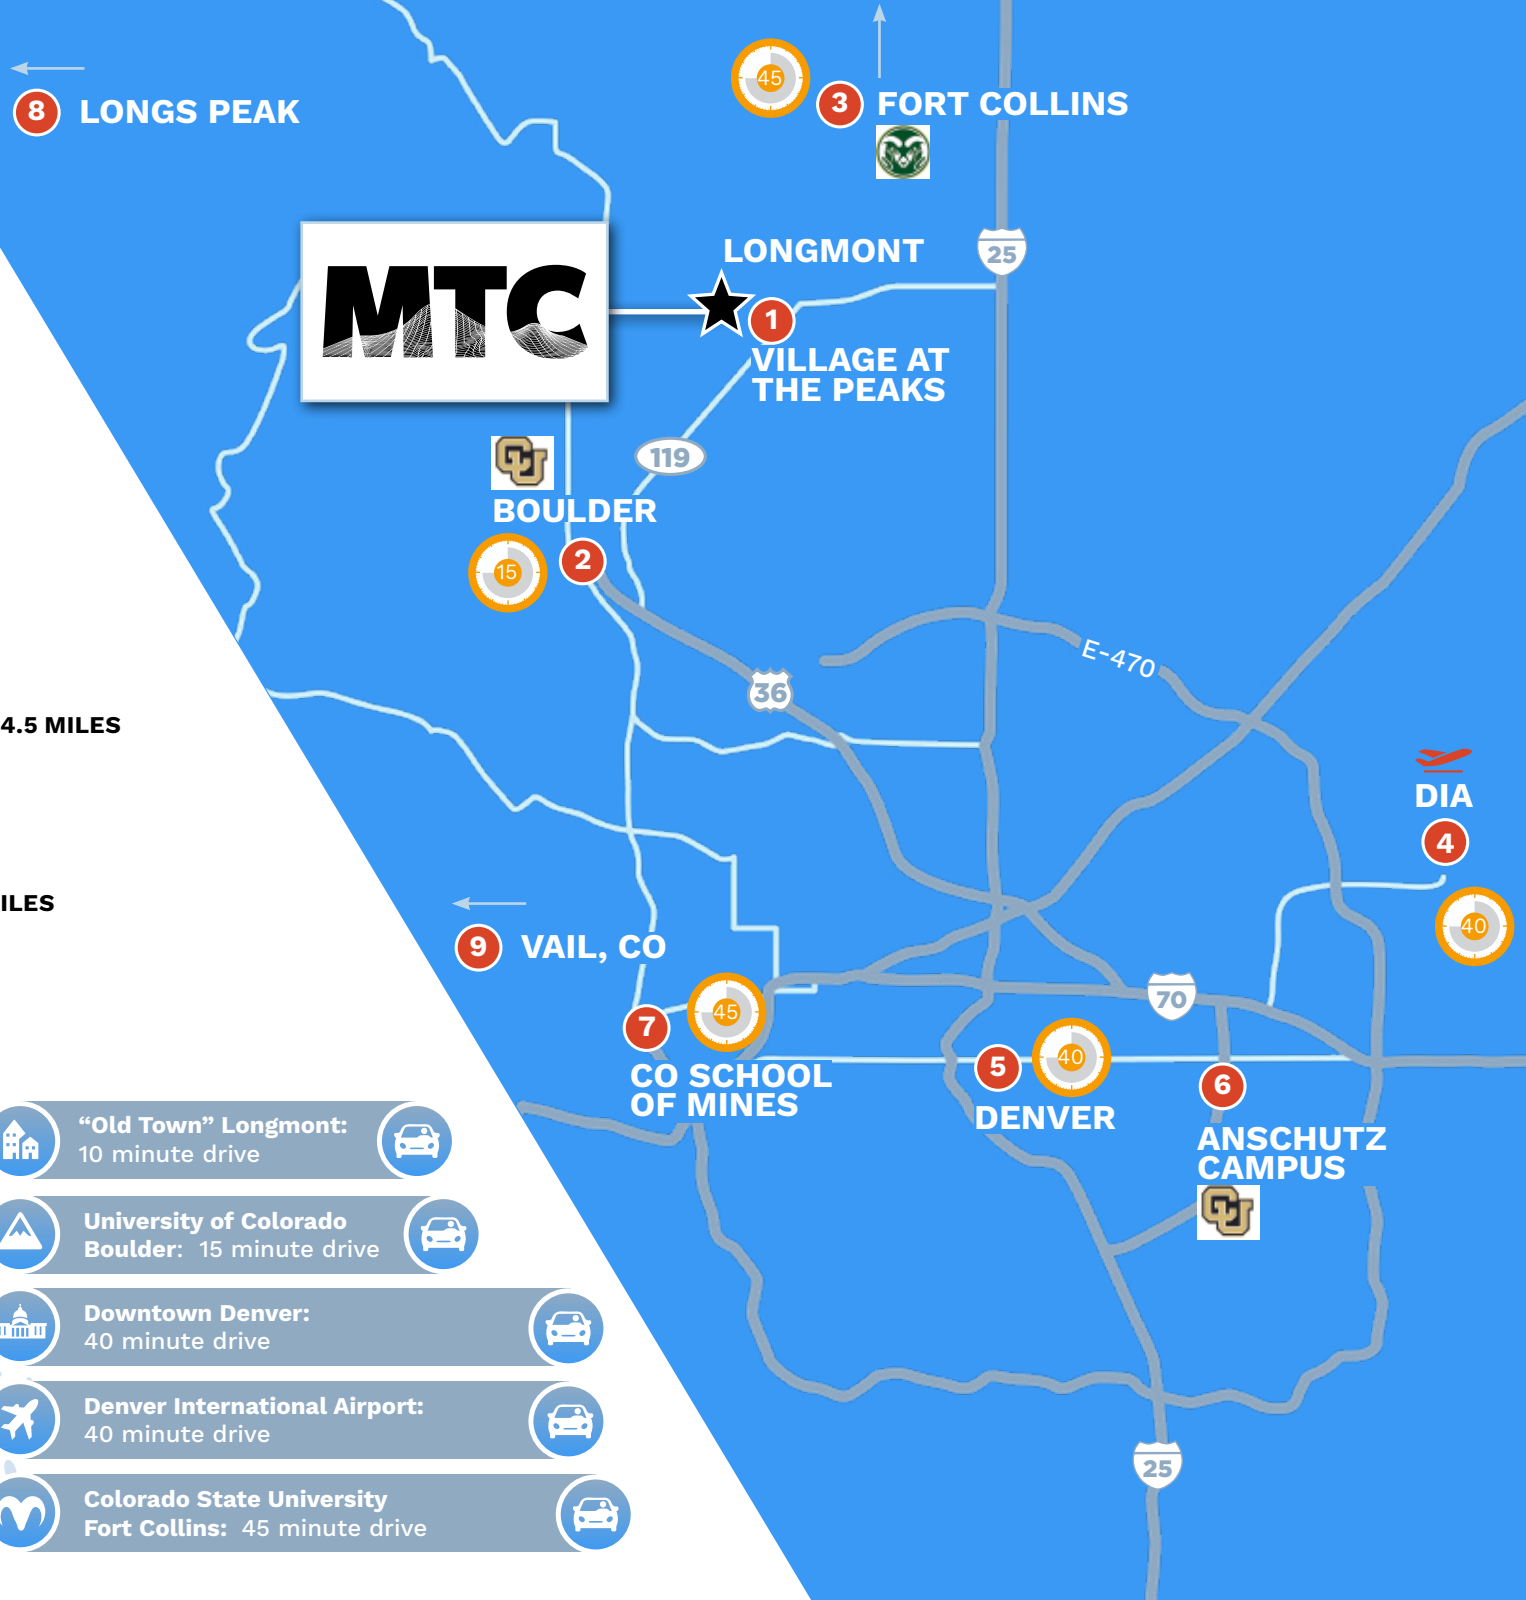 45
3 FORT COLLINS
8 LONGS PEAK
LONGMONT
25
MTC
1
VILLAGE AT
THE PEAKS
119
CU
BOULDER
15
2
E-470
36
4.5 MILES
DIA
4
40
ILES
9 VAIL, CO
70
45
7
CO SCHOOL
OF MINES
5
40
DENVER
6
ANSCHUTZ
CAMPUS
CU
25
“Old Town” Longmont:
10 minute drive
University of Colorado
Boulder: 15 minute drive
Downtown Denver:
40 minute drive
Denver International Airport:
40 minute drive
Colorado State University
Fort Collins: 45 minute drive